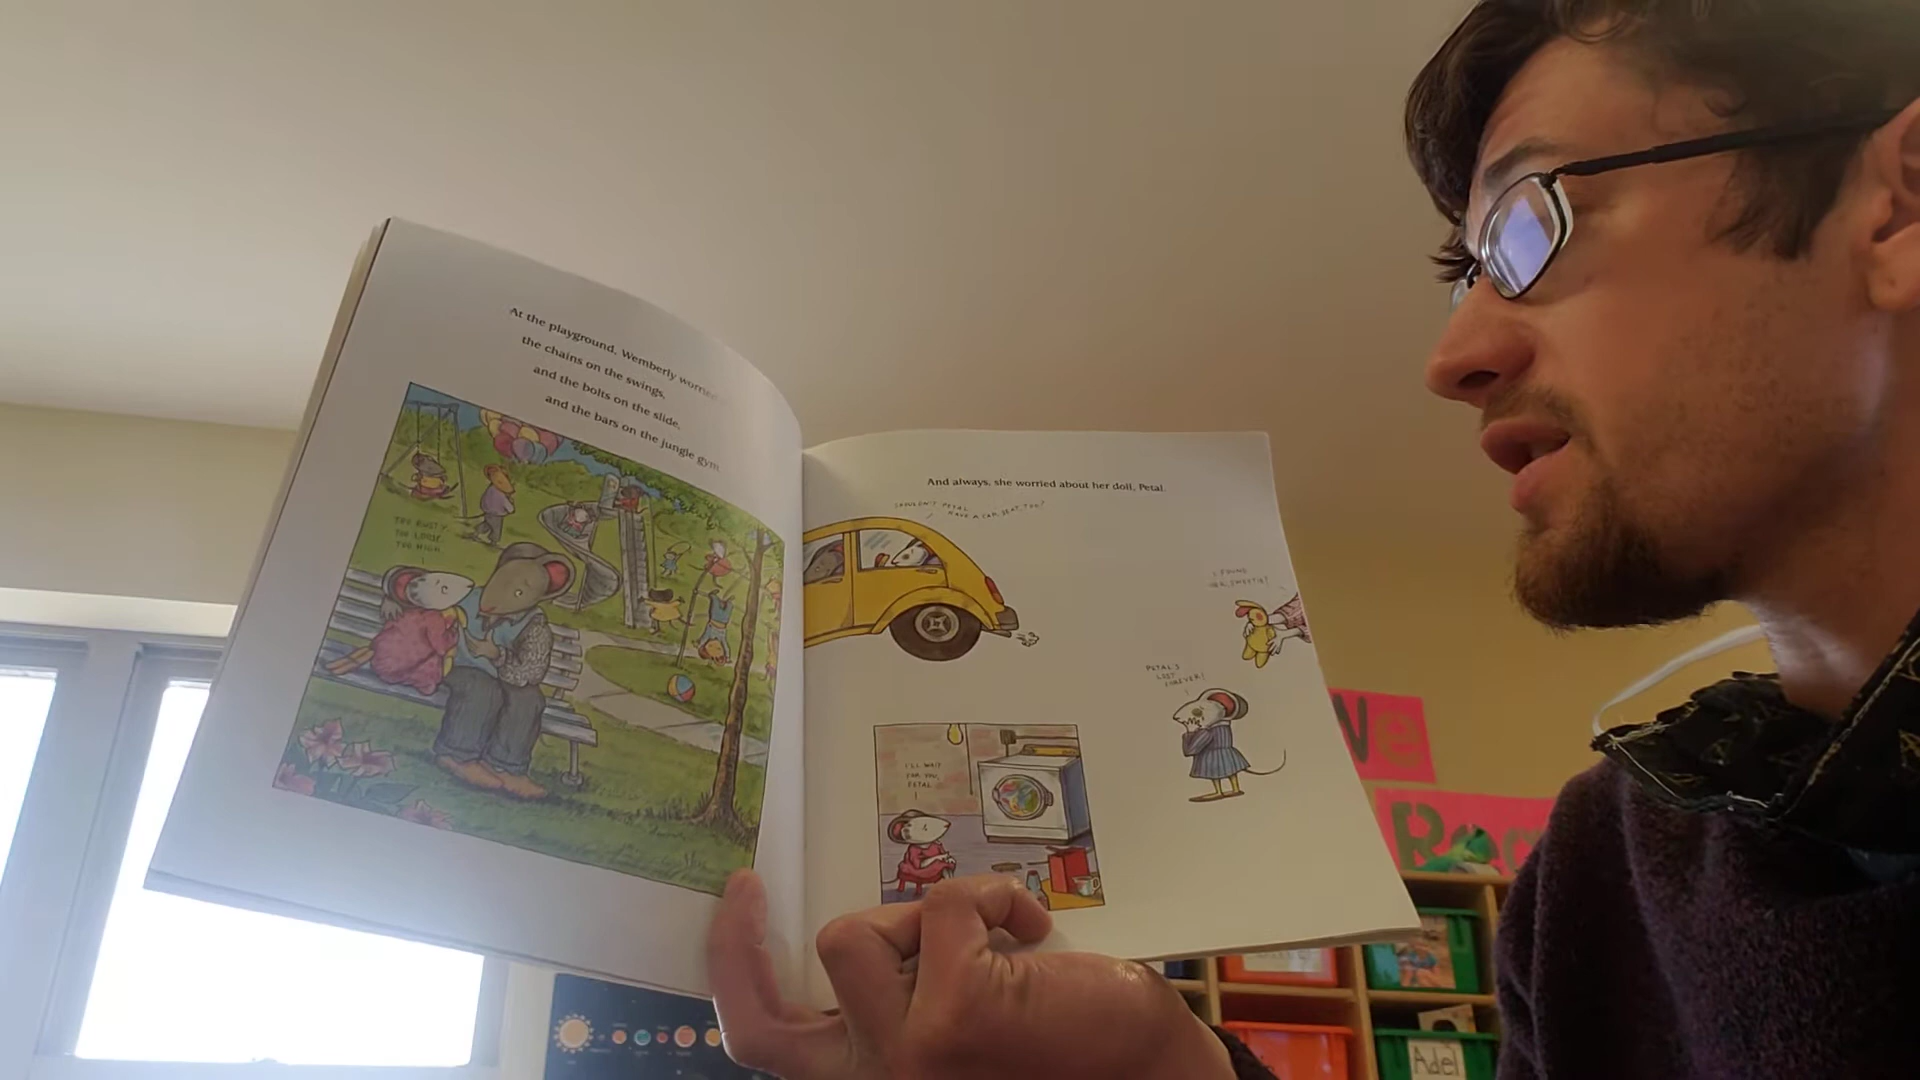 At the playground, Wemberly worried
the chains on the swings,
and the bolts on the slide,
and the bars on the jungle gym.
TOO RUSTY.
TOO LOOSE.
TOO HIGH.
And always, she worried about her doll, Petal.
SHOULDN'T PETAL
HAVE A CAR SEAT, TOO?
I FOUND
HER, SWEETIE!
PETAL'S
LOST
FOREVER!
I'LL WAIT
FOR YOU,
PETAL
We
Rea
Adel